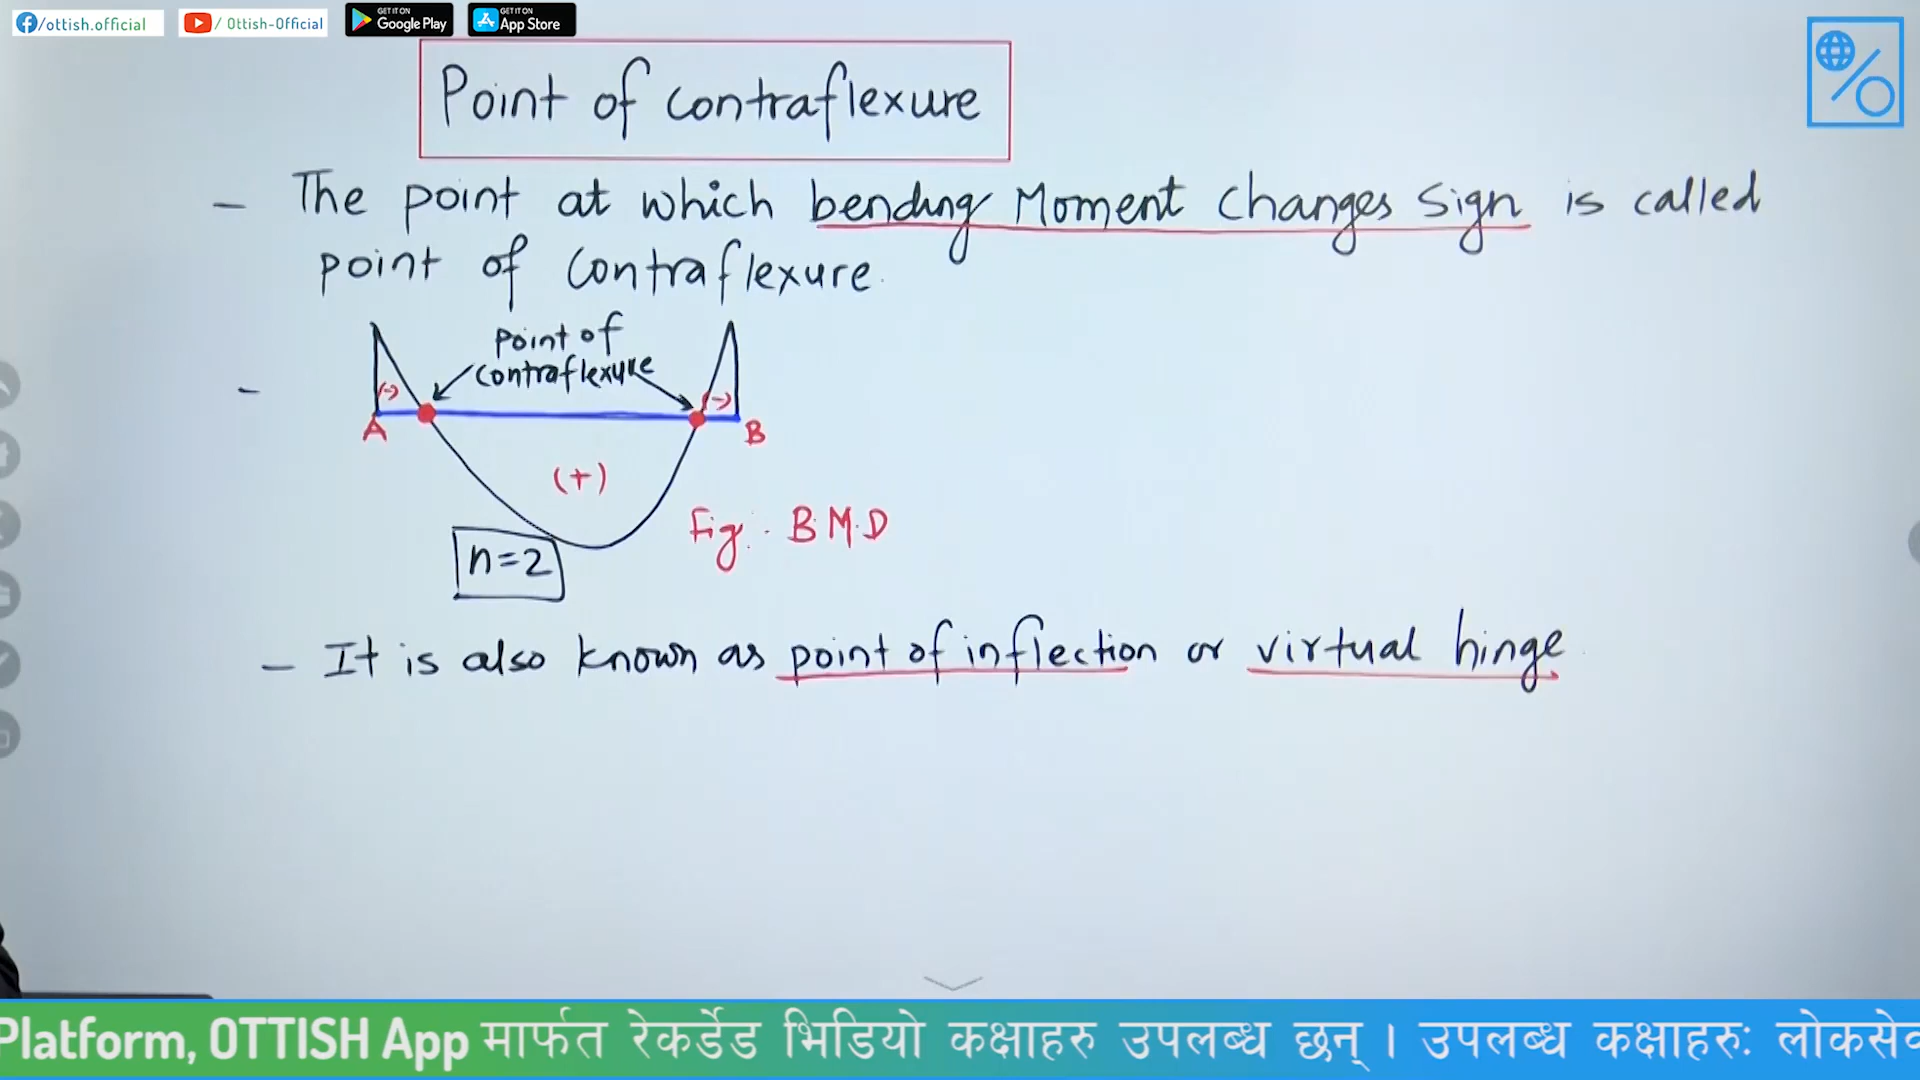 /ottish.official
/ Ottish-Official
GET IT ON
Google Play
GET IT ON
App Store
Point of contraflexure
- The point at which bending Moment changes sign is called
point of contraflexure.
point of
contraflexure
-
(-)
(-)
A
B
(+)
Fig:- B.M.D
n=2
- It is also known as point of inflection or virtual hinge
Platform, OTTISH App मार्फत रेकर्डेड भिडियो कक्षाहरु उपलब्ध छन् । उपलब्ध कक्षाहरु: लोकसेव